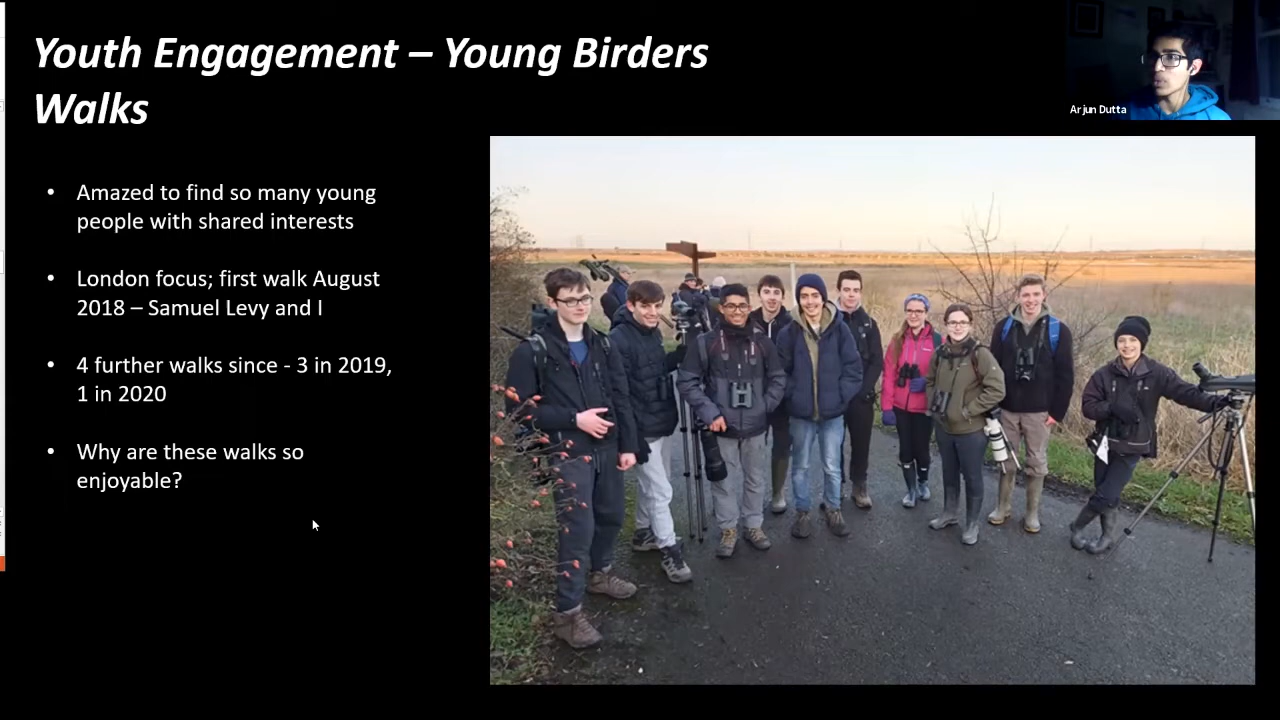 Youth Engagement – Young Birders
Walks
Arjun Dutta
• Amazed to find so many young
people with shared interests
• London focus; first walk August
2018 – Samuel Levy and I
• 4 further walks since - 3 in 2019,
1 in 2020
• Why are these walks so
enjoyable?